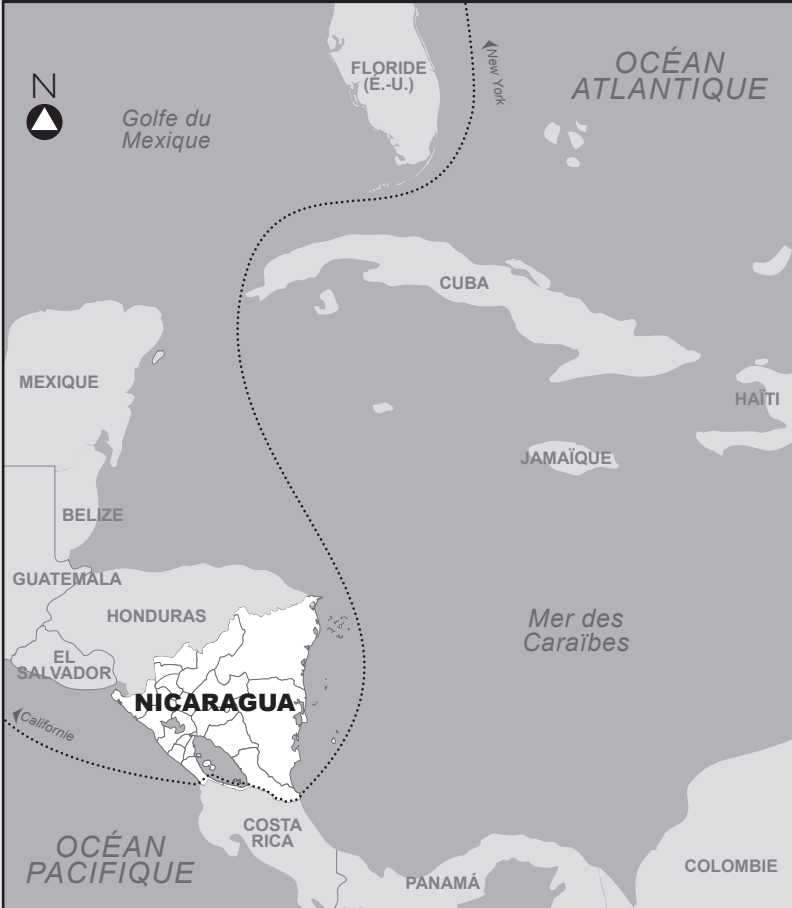 FLORIDE
(É.-U.)
New York
OCÉAN
ATLANTIQUE
N
Golfe du
Mexique
CUBA
MEXIQUE
HAÏTI
JAMAÏQUE
BELIZE
GUATEMALA
HONDURAS
Mer des
Caraïbes
EL
SALVADOR
NICARAGUA
Californie
COSTA
RICA
OCÉAN
PACIFIQUE
PANAMÁ
COLOMBIE